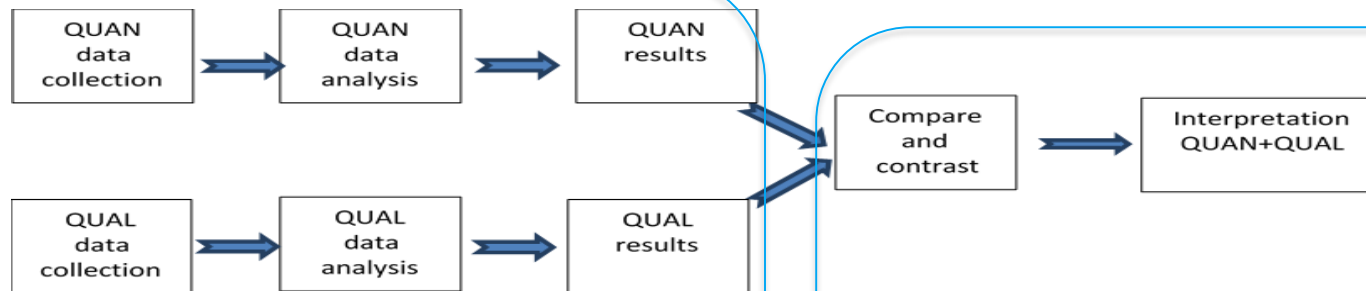 QUAN
data
collection
QUAN
data
analysis
QUAN
results
Compare
and
contrast
Interpretation
QUAN+QUAL
QUAL
data
collection
QUAL
data
analysis
QUAL
results